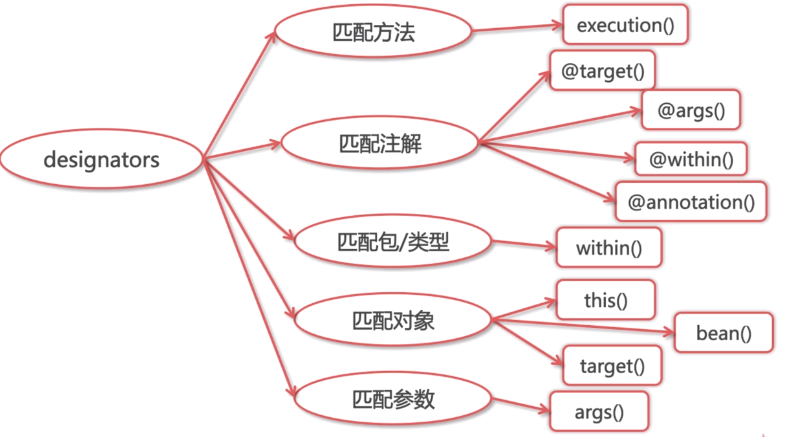 designators
匹配方法
execution()
匹配注解
@target()
@args()
@within()
@annotation()
匹配包/类型
within()
匹配对象
this()
bean()
target()
匹配参数
args()